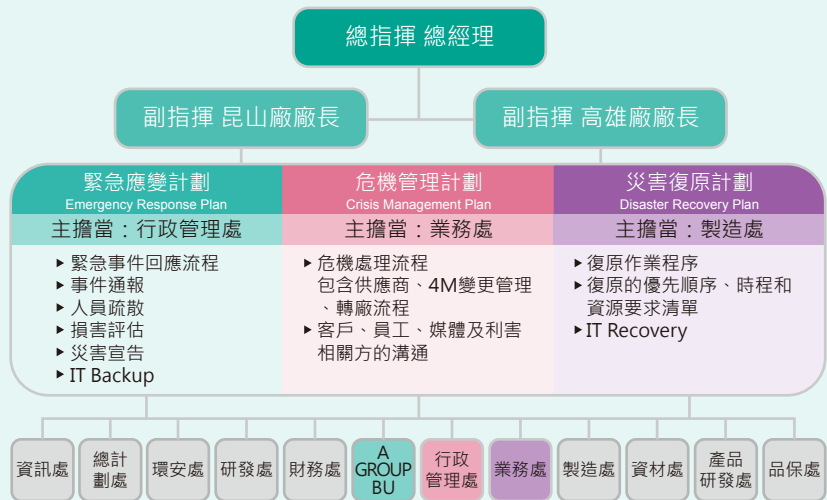 總指揮 總經理
副指揮 昆山廠廠長
副指揮 高雄廠廠長
緊急應變計劃
Emergency Response Plan
主擔當：行政管理處
▸ 緊急事件回應流程
▸ 事件通報
▸ 人員疏散
▸ 損害評估
▸ 災害宣告
▸ IT Backup
危機管理計劃
Crisis Management Plan
主擔當：業務處
▸ 危機處理流程
包含供應商、4M變更管理
、轉廠流程
▸ 客戶、員工、媒體及利害
相關方的溝通
災害復原計劃
Disaster Recovery Plan
主擔當：製造處
▸ 復原作業程序
▸ 復原的優先順序、時程和
資源要求清單
▸ IT Recovery
資訊處
總計
劃處
環安處
研發處
財務處
A
GROUP
BU
行政
管理處
業務處
製造處
資材處
產品
研發處
品保處